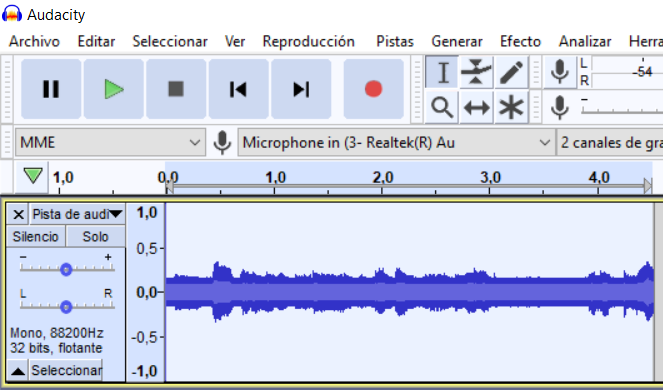 Audacity
Archivo Editar Seleccionar Ver Reproducción Pistas Generar Efecto Analizar Herra
L
R
-54
MME
Microphone in (3- Realtek(R) Au
2 canales de gra
1,0 0,0 1,0 2,0 3,0 4,0
Pista de audi
Silencio Solo
- +
L R
Mono, 88200Hz
32 bits, flotante
Seleccionar
1,0
0,5-
0,0-
-0,5-
-1,0